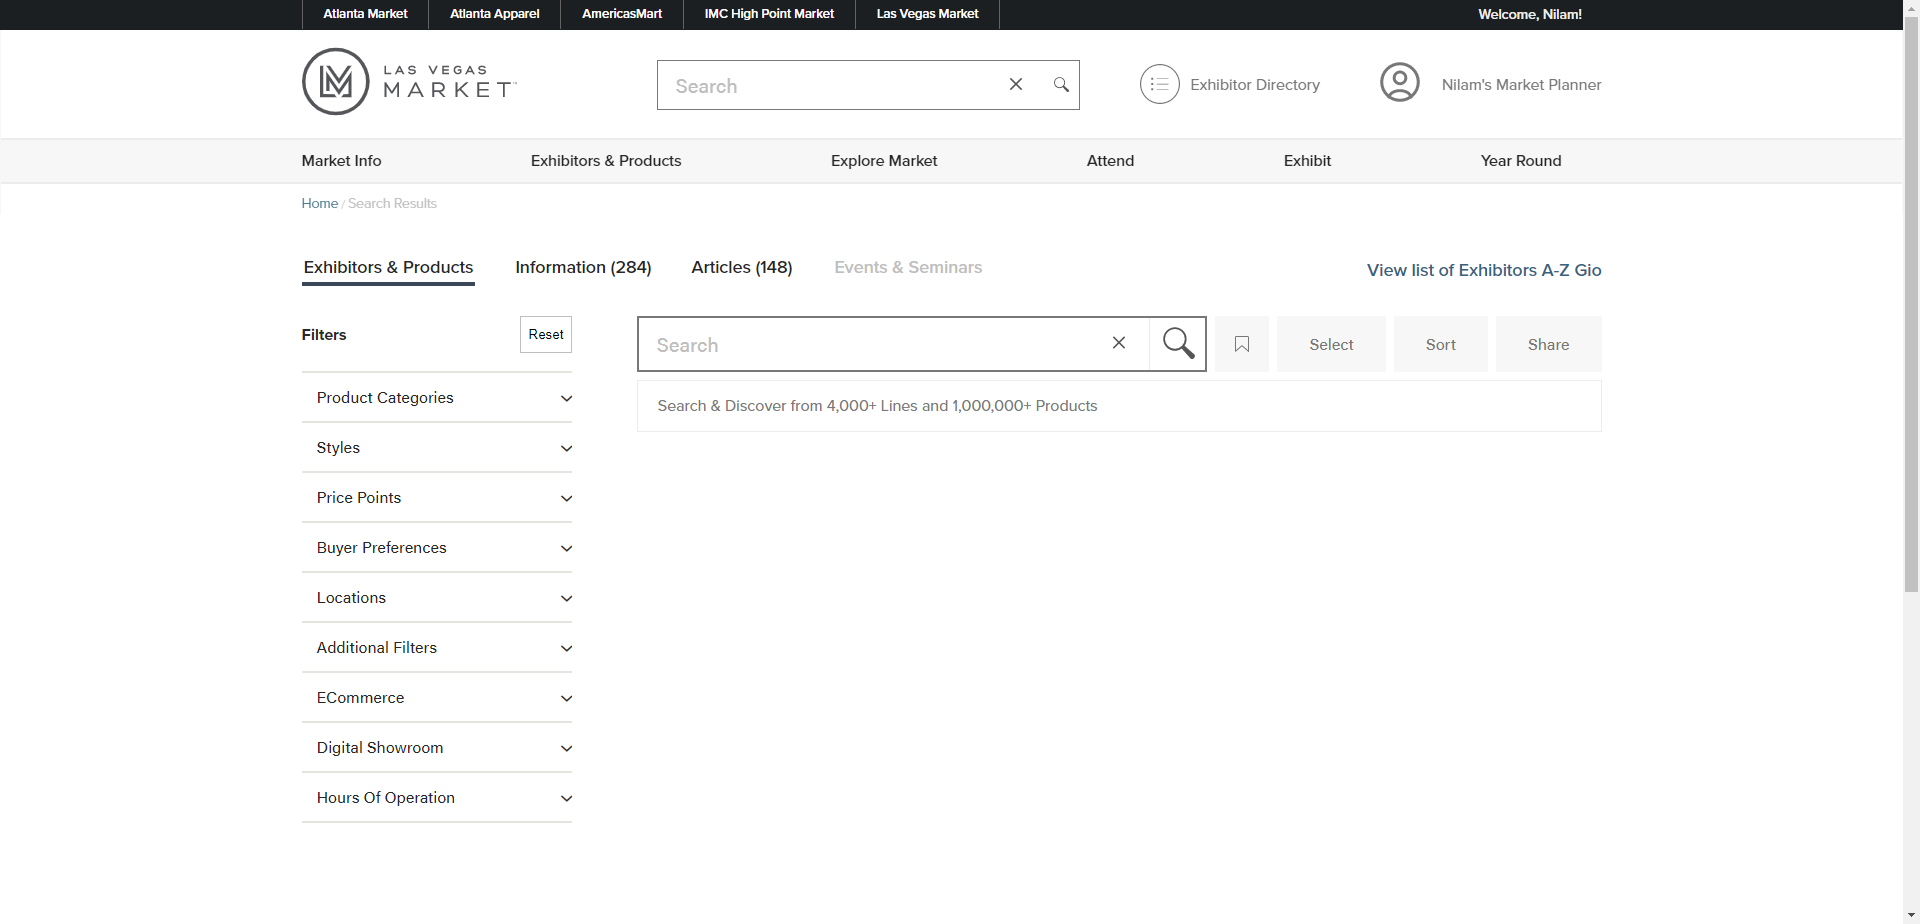 Atlanta Market
Atlanta Apparel
AmericasMart
IMC High Point Market
Las Vegas Market
Welcome, Nilam!
LAS VEGAS
MARKET
Search
Exhibitor Directory
Nilam's Market Planner
Market Info
Exhibitors & Products
Explore Market
Attend
Exhibit
Year Round
Home / Search Results
Exhibitors & Products
Information (284)
Articles (148)
Events & Seminars
View list of Exhibitors A-Z Gio
Filters
Reset
Search
Select
Sort
Share
Search & Discover from 4,000+ Lines and 1,000,000+ Products
Product Categories
Styles
Price Points
Buyer Preferences
Locations
Additional Filters
ECommerce
Digital Showroom
Hours Of Operation